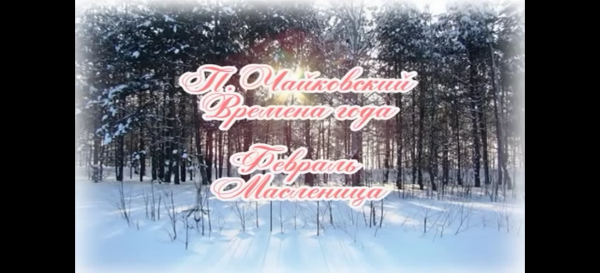 П. Чайковский
Времена года
Февраль
Масленица